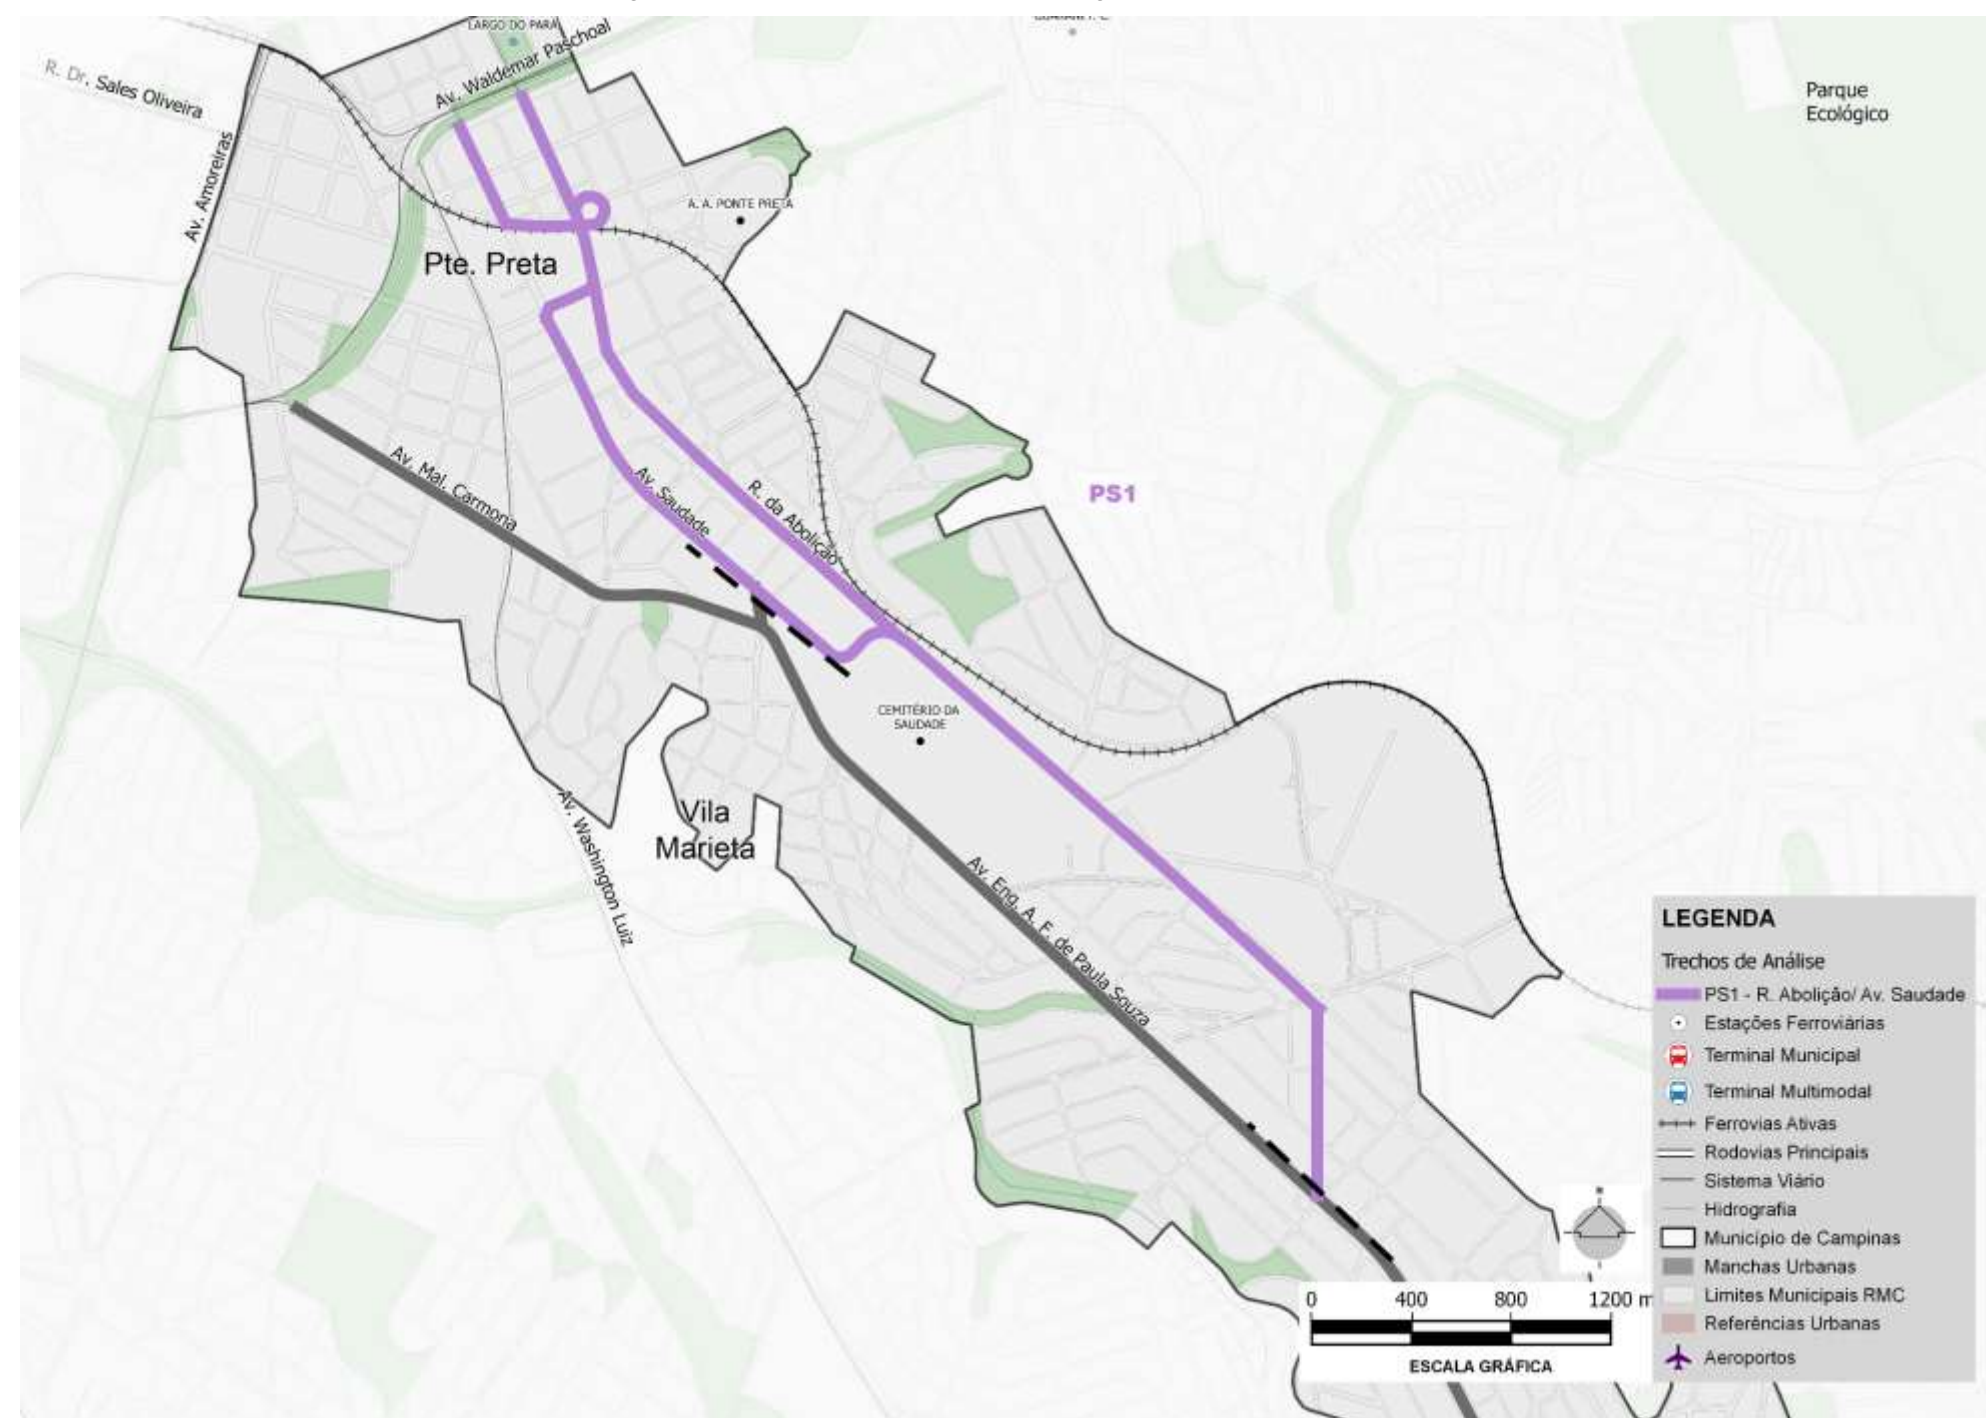 LARGO DO PARÁ
Av. Waldemar Paschoal
R. Dr. Sales Oliveira
Av. Amoreiras
Parque
Ecológico
A. A. PONTE PRETA
Pte. Preta
PS1
Av. Mal. Carmona
Av. Saudade
R. da Abolição
CEMITÉRIO DA
SAUDADE
Vila
Marieta
Av. Washington Luiz
Av. Eng. A. F. de Paula Souza
LEGENDA
Trechos de Análise
PS1 - R. Abolição/ Av. Saudade
Estações Ferroviárias
Terminal Municipal
Terminal Multimodal
Ferrovias Ativas
Rodovias Principais
Sistema Viário
Hidrografia
Município de Campinas
Manchas Urbanas
Limites Municipais RMC
Referências Urbanas
Aeroportos
0 400 800 1200 m
ESCALA GRÁFICA